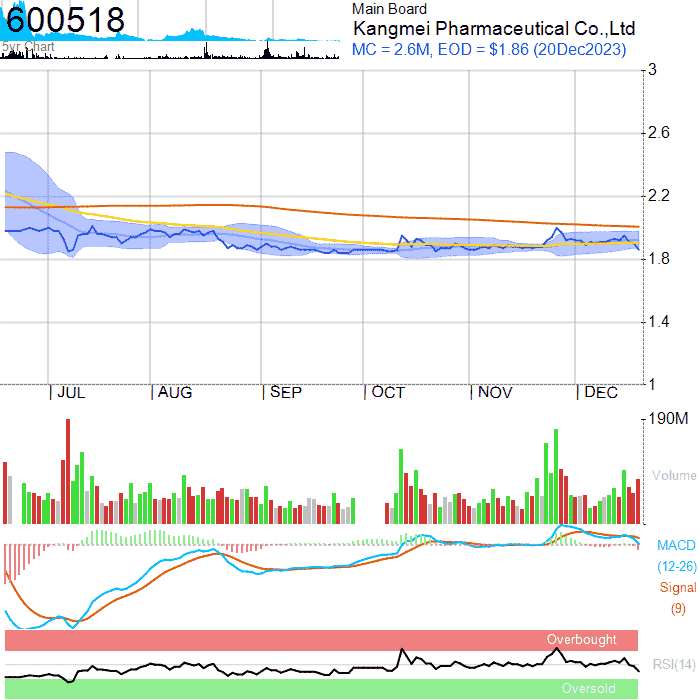 600518
5yr Chart
Main Board
Kangmei Pharmaceutical Co.,Ltd
MC = 2.6M, EOD = $1.86 (20Dec2023)
3
2.6
2.2
1.8
1.4
1
JUL AUG SEP OCT NOV DEC
190M
Volume
MACD
(12-26)
Signal
(9)
Overbought
RSI(14)
Oversold